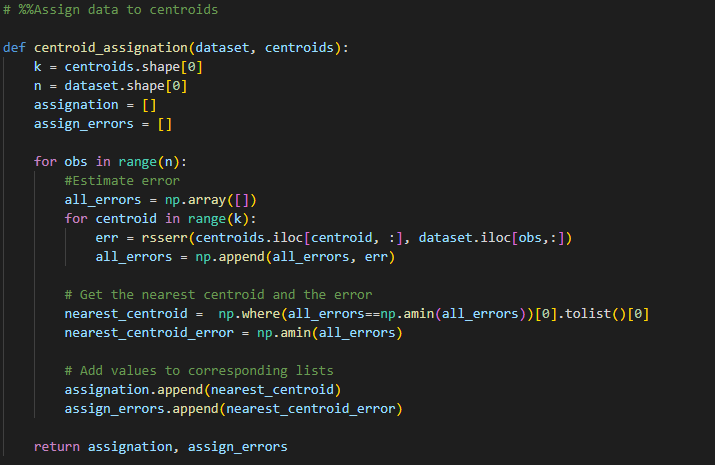 # %%Assign data to centroids
def centroid_assignation(dataset, centroids):
    k = centroids.shape[0]
    n = dataset.shape[0]
    assignation = []
    assign_errors = []
    for obs in range(n):
        #Estimate error
        all_errors = np.array([])
        for centroid in range(k):
            err = rsserr(centroids.iloc[centroid, :], dataset.iloc[obs,:])
            all_errors = np.append(all_errors, err)
        # Get the nearest centroid and the error
        nearest_centroid =  np.where(all_errors==np.amin(all_errors))[0].tolist()[0]
        nearest_centroid_error = np.amin(all_errors)
        # Add values to corresponding lists
        assignation.append(nearest_centroid)
        assign_errors.append(nearest_centroid_error)
    return assignation, assign_errors